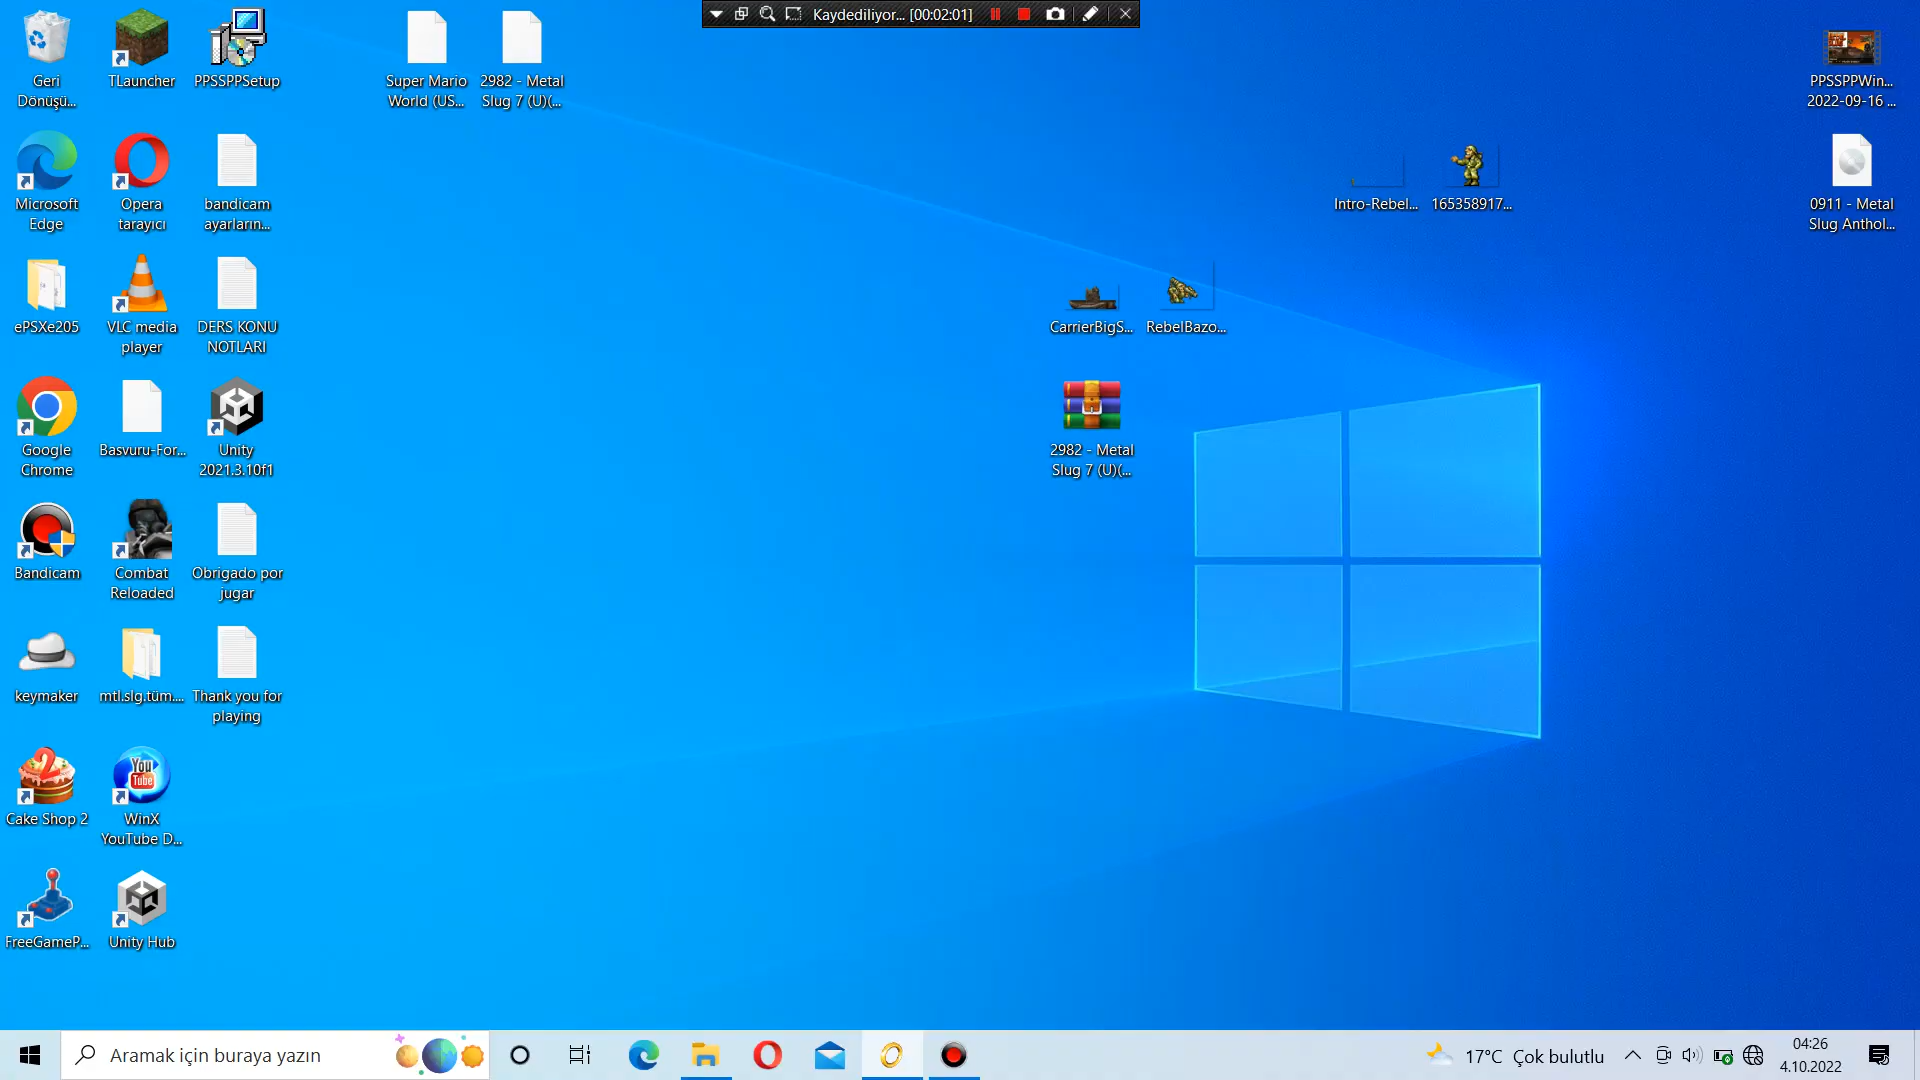 Kaydediliyor... [00:02:01]
Geri
Dönüşü...
TLauncher
PPSSPPSetup
Super Mario
World (US...
2982 - Metal
Slug 7 (U)(...
PPSSPPWin...
2022-09-16 ...
Microsoft
Edge
Opera
tarayıcı
bandicam
ayarların...
Intro-Rebel...
165358917...
0911 - Metal
Slug Anthol...
ePSXe205
VLC media
player
DERS KONU
NOTLARI
CarrierBigS...
RebelBazo...
Google
Chrome
Basvuru-For...
Unity
2021.3.10f1
2982 - Metal
Slug 7 (U)(...
Bandicam
Combat
Reloaded
Obrigado por
jugar
keymaker
mtl.slg.tüm....
Thank you for
playing
2
You
Tube
Cake Shop 2
WinX
YouTube D...
FreeGameP...
Unity Hub
Aramak için buraya yazın
17°C Çok bulutlu
04:26
4.10.2022